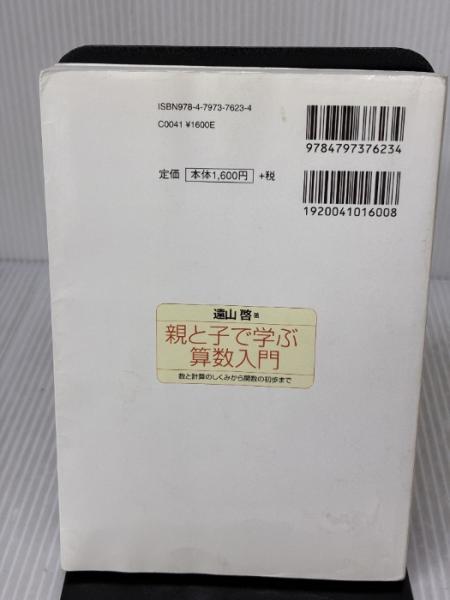 ISBN978-4-7973-7623-4
C0041 ¥1600E
9784797376234
定価 本体1,600円 +税
1920041016008
遠山 啓 著
親と子で学ぶ
算数入門
数と計算のしくみから関数の初歩まで